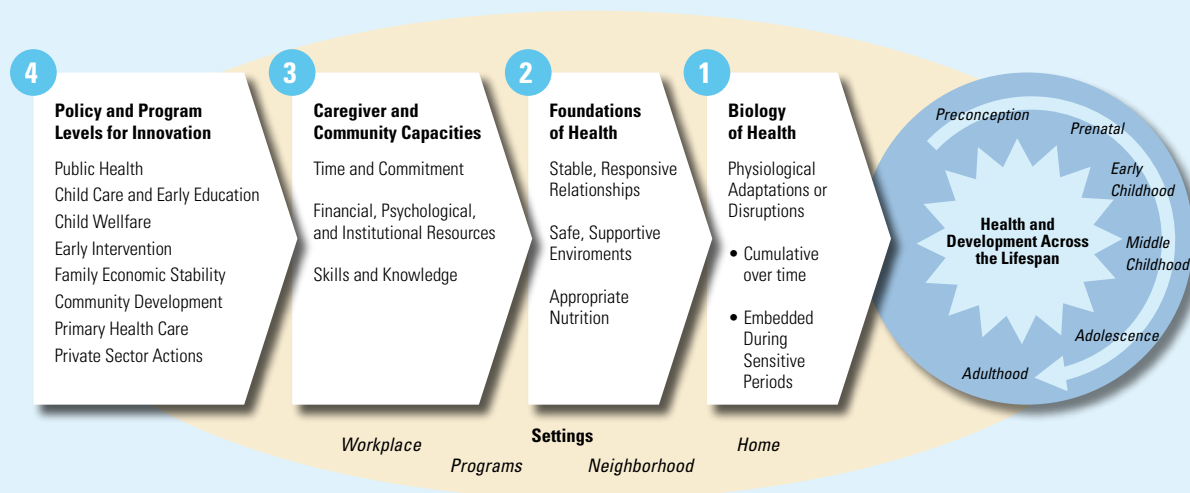 4
Policy and Program
Levels for Innovation
Public Health
Child Care and Early Education
Child Wellfare
Early Intervention
Family Economic Stability
Community Development
Primary Health Care
Private Sector Actions
3
Caregiver and
Community Capacities
Time and Commitment
Financial, Psychological,
and Institutional Resources
Skills and Knowledge
2
Foundations
of Health
Stable, Responsive
Relationships
Safe, Supportive
Enviroments
Appropriate
Nutrition
1
Biology
of Health
Physiological
Adaptations or
Disruptions
• Cumulative
over time
• Embedded
During
Sensitive
Periods
Preconception
Prenatal
Early
Childhood
Middle
Childhood
Adolescence
Adulthood
Health and
Development Across
the Lifespan
Settings
Workplace
Programs
Neighborhood
Home